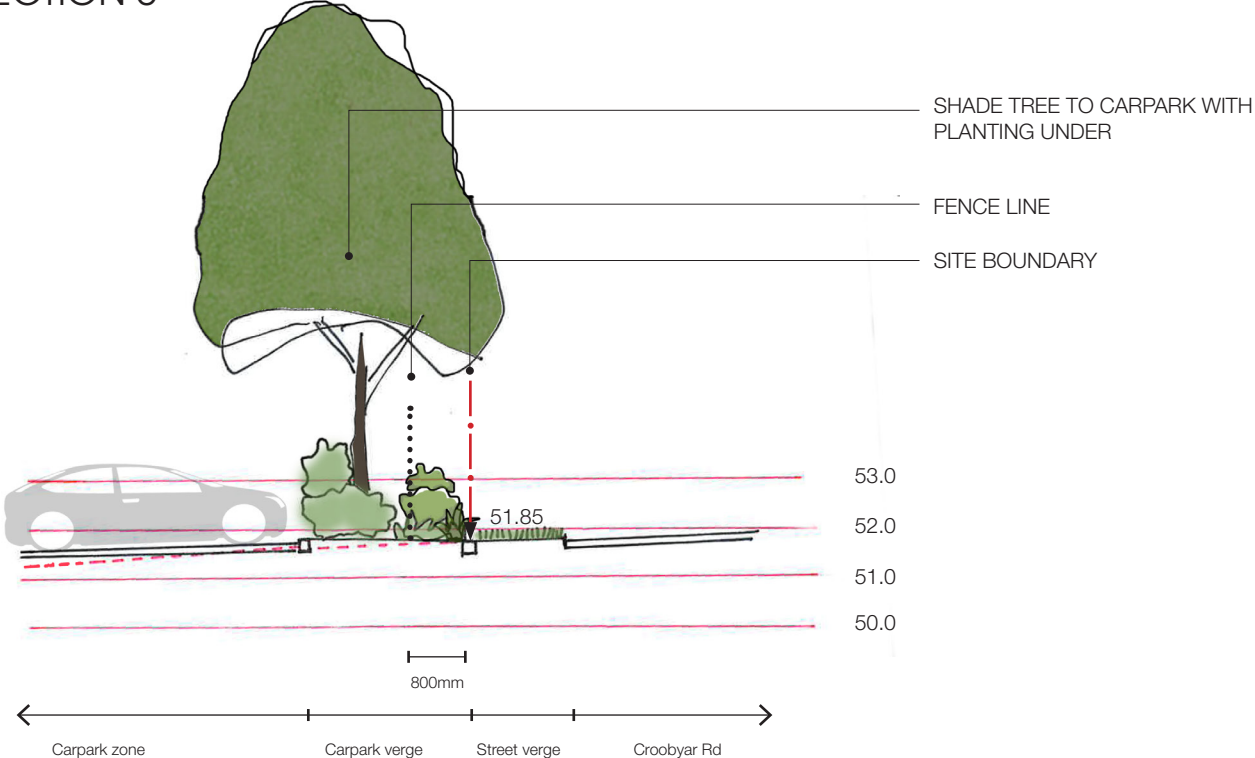 ECTION
SHADE TREE TO CARPARK WITH
PLANTING UNDER
FENCE LINE
SITE BOUNDARY
53.0
51.85
52.0
51.0
50.0
800mm
Carpark zone
Carpark verge
Street verge
Croobyar Rd